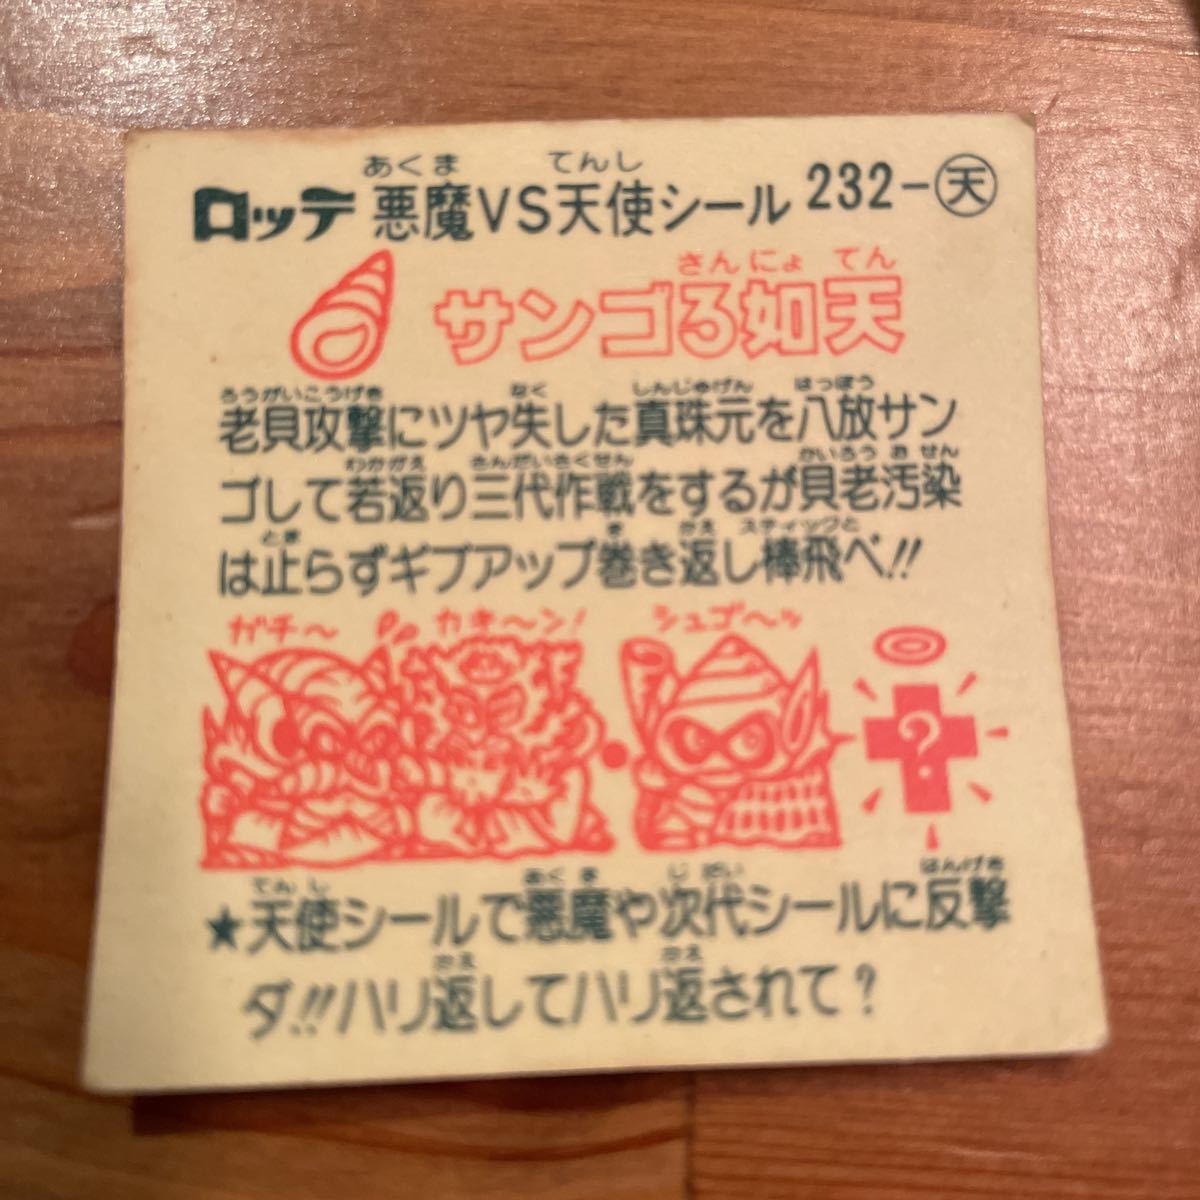 あくま てんし
ロッテ 悪魔VS天使シール 232-天
さんにょ てん
サンゴ3如天
ろうがいこうげき なく しんじゅげん はっぽう
老貝攻撃にツヤ失した真珠元を八放サン
わかがえ さんだいさくせん かいろう お せん
ゴして若返り三代作戦をするが貝老汚染
とま ま かえ スティックと
は止らずギブアップ巻き返し棒飛べ!!
ガチ〜 カキ〜ン! シュゴ〜ッ
?
てんし あくま じだい はんげき
★天使シールで悪魔や次代シールに反撃
かえ かえ
ダ!!ハリ返してハリ返されて?